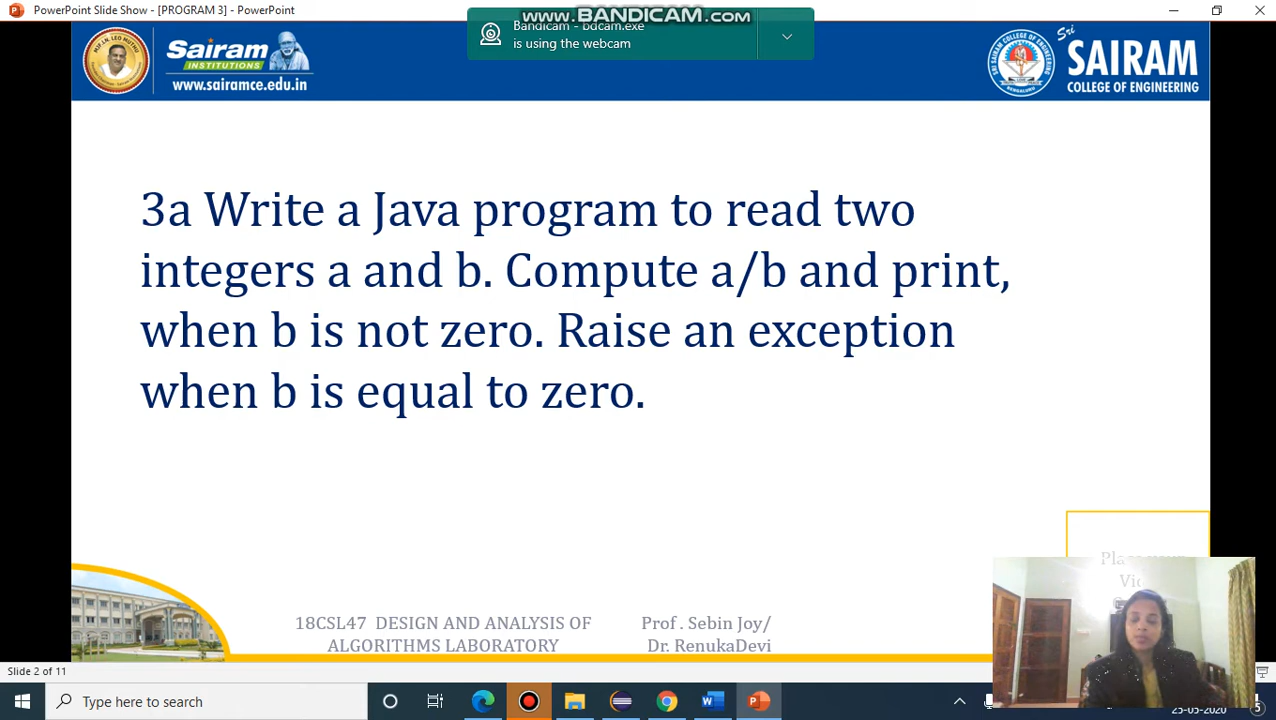 PowerPoint Slide Show - [PROGRAM 3] - PowerPoint
www.BANDICAM.com
Bandicam - bdcam.exe
is using the webcam
Sairam
INSTITUTIONS
www.sairamce.edu.in
Sri
SAIRAM
COLLEGE OF ENGINEERING
3a Write a Java program to read two
integers a and b. Compute a/b and print,
when b is not zero. Raise an exception
when b is equal to zero.
18CSL47 DESIGN AND ANALYSIS OF
ALGORITHMS LABORATORY
Prof . Sebin Joy/
Dr. RenukaDevi
Slide 2 of 11
Type here to search
25-05-2020
5